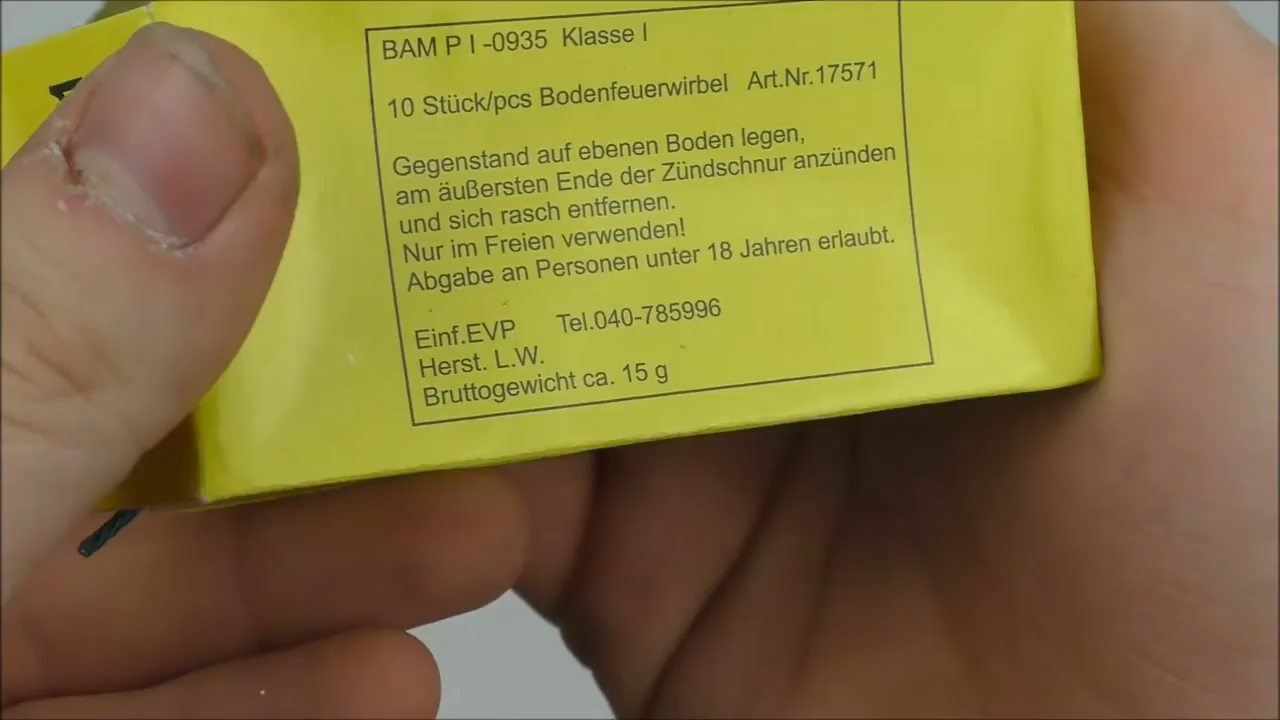 BAM P I -0935 Klasse I
10 Stück/pcs Bodenfeuerwirbel Art.Nr.17571
Gegenstand auf ebenen Boden legen,
am äußersten Ende der Zündschnur anzünden
und sich rasch entfernen.
Nur im Freien verwenden!
Abgabe an Personen unter 18 Jahren erlaubt.
Einf.EVP Tel.040-785996
Herst. L.W.
Bruttogewicht ca. 15 g